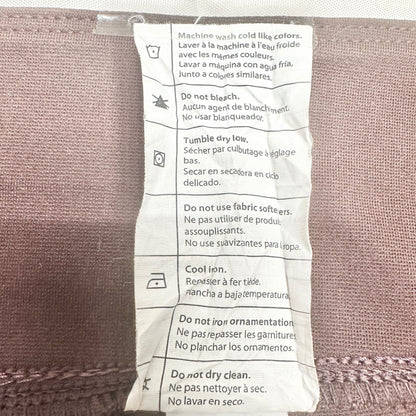 Machine wash cold like colors.
Laver à la machine à l'eau froide
avec les mêmes couleurs.
Lavar a maquina con agua fría,
Junto a colores similares.
Do not bleach.
Aucun agent de blanchiment.
No usar blanqueador.
Tumble dry low.
Sécher par culbutage à réglage
bas.
Secar en secadora en ciclo
delicado.
Do not use fabric softeners.
Ne pas utiliser de produit
assouplissants.
No use suavizantes para la ropa.
Cool iron.
Repasser à fer tiède.
Plancha a baja temperatura.
Do not iron ornamentation
Ne pas repasser les garnitures
No planchar los ornamentos.
Do not dry clean.
Ne pas nettoyer à sec.
No lavar en seco.